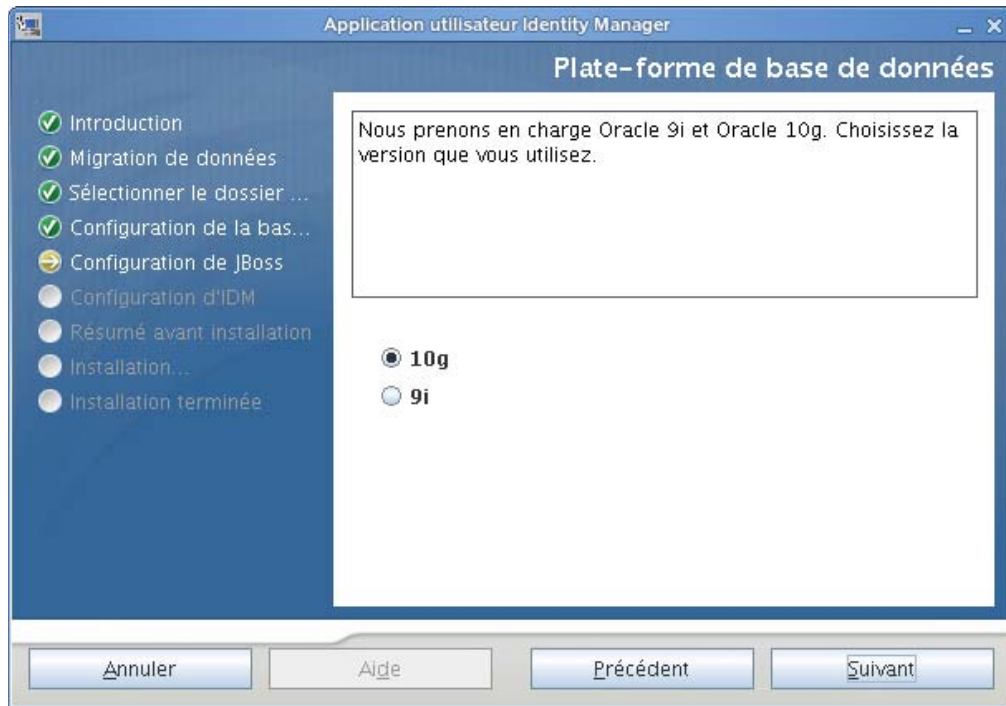 Application utilisateur Identity Manager
Plate-forme de base de données
Introduction
Migration de données
Sélectionner le dossier ...
Configuration de la bas...
Configuration de JBoss
Configuration d'IDM
Résumé avant installation
Installation...
Installation terminée
Nous prenons en charge Oracle 9i et Oracle 10g. Choisissez la
version que vous utilisez.
10g
9i
Annuler
Aide
Précédent
Suivant